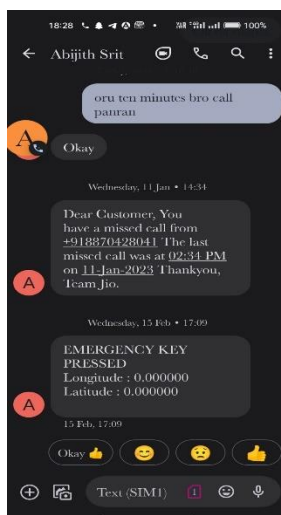 18:28
100%
Abijith Srit
oru ten minutes bro call
panran
A
Okay
Wednesday, 11 Jan • 14:34
Dear Customer, You
have a missed call from
+918870428041 The last
missed call was at 02:34 PM
on 11-Jan-2023 Thankyou,
Team Jio.
A
Wednesday, 15 Feb • 17:09
EMERGENCY KEY
PRESSED
Longitude : 0.000000
Latitude : 0.000000
A
15 Feb, 17:09
Okay 👍 😊 😟 👍
Text (SIM1) 1